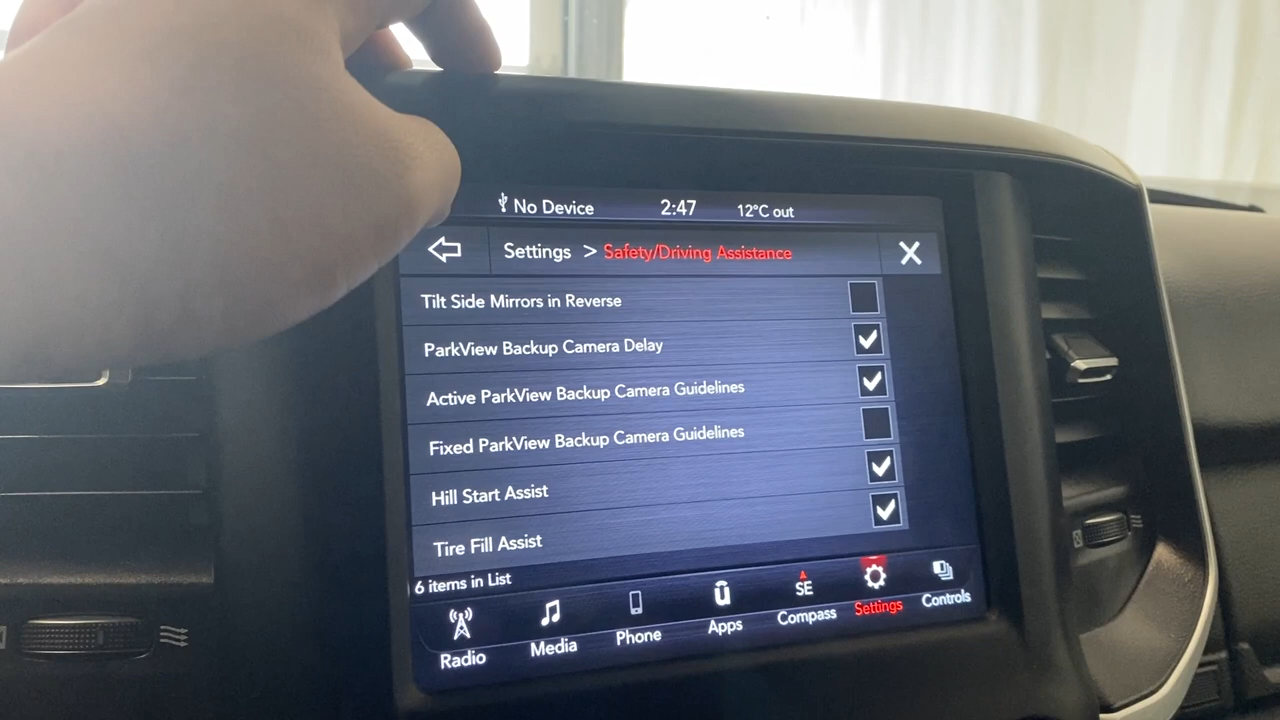 No Device 2:47 12°C out
Settings > Safety/Driving Assistance
Tilt Side Mirrors in Reverse
ParkView Backup Camera Delay
Active ParkView Backup Camera Guidelines
Fixed ParkView Backup Camera Guidelines
Hill Start Assist
Tire Fill Assist
6 items in List
SE
Radio Media Phone Apps Compass Settings Controls